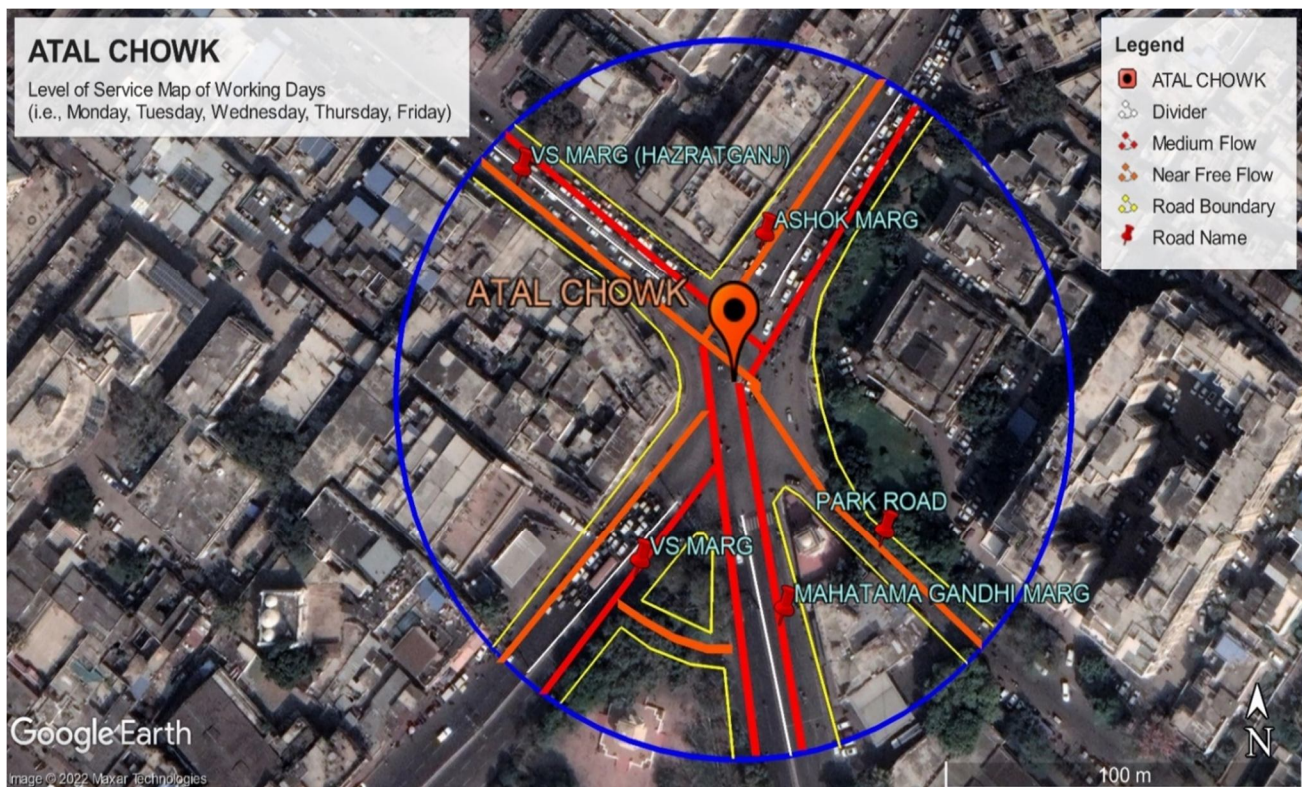 ATAL CHOWK
Level of Service Map of Working Days
(i.e., Monday, Tuesday, Wednesday, Thursday, Friday)
Legend
ATAL CHOWK
Divider
Medium Flow
Near Free Flow
Road Boundary
Road Name
VS MARG (HAZRATGANJ)
ASHOK MARG
ATAL CHOWK
PARK ROAD
VS MARG
MAHATAMA GANDHI MARG
Google Earth
Image © 2022 Maxar Technologies
N
100 m